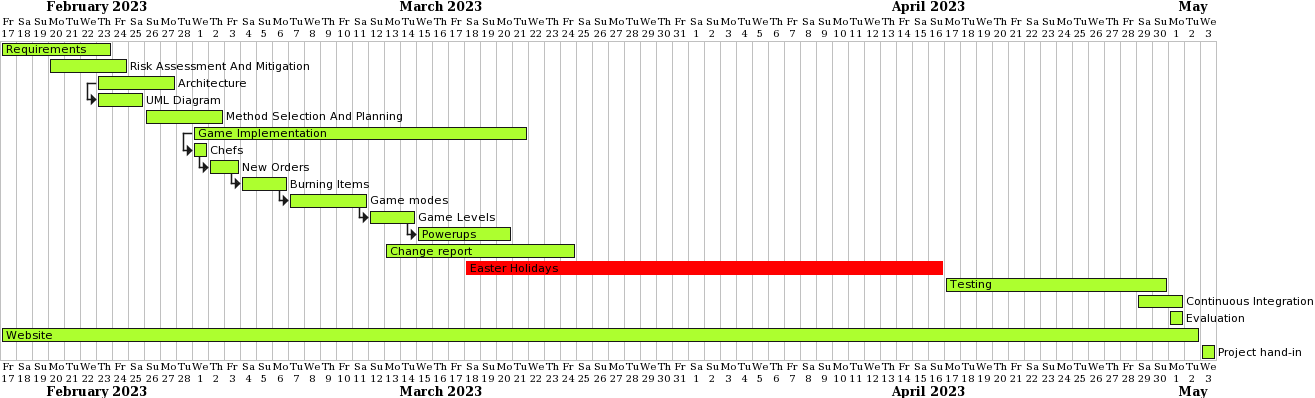 February 2023 March 2023 April 2023 May
Fr Sa Su Mo Tu We Th Fr Sa Su Mo Tu We Th Fr Sa Su Mo Tu We Th Fr Sa Su Mo Tu We Th Fr Sa Su Mo Tu We Th Fr Sa Su Mo Tu We Th Fr Sa Su Mo Tu We Th Fr Sa Su Mo Tu We Th Fr Sa Su Mo Tu We Th Fr Sa Su Mo Tu We Th Fr Sa Su Mo Tu We
17 18 19 20 21 22 23 24 25 26 27 28 1 2 3 4 5 6 7 8 9 10 11 12 13 14 15 16 17 18 19 20 21 22 23 24 25 26 27 28 29 30 31 1 2 3 4 5 6 7 8 9 10 11 12 13 14 15 16 17 18 19 20 21 22 23 24 25 26 27 28 29 30 1 2 3
Requirements
Risk Assessment And Mitigation
Architecture
UML Diagram
Method Selection And Planning
Game Implementation
Chefs
New Orders
Burning Items
Game modes
Game Levels
Powerups
Change report
Easter Holidays
Testing
Continuous Integration
Evaluation
Website
Project hand-in
Fr Sa Su Mo Tu We Th Fr Sa Su Mo Tu We Th Fr Sa Su Mo Tu We Th Fr Sa Su Mo Tu We Th Fr Sa Su Mo Tu We Th Fr Sa Su Mo Tu We Th Fr Sa Su Mo Tu We Th Fr Sa Su Mo Tu We Th Fr Sa Su Mo Tu We Th Fr Sa Su Mo Tu We Th Fr Sa Su Mo Tu We
17 18 19 20 21 22 23 24 25 26 27 28 1 2 3 4 5 6 7 8 9 10 11 12 13 14 15 16 17 18 19 20 21 22 23 24 25 26 27 28 29 30 31 1 2 3 4 5 6 7 8 9 10 11 12 13 14 15 16 17 18 19 20 21 22 23 24 25 26 27 28 29 30 1 2 3
February 2023 March 2023 April 2023 May